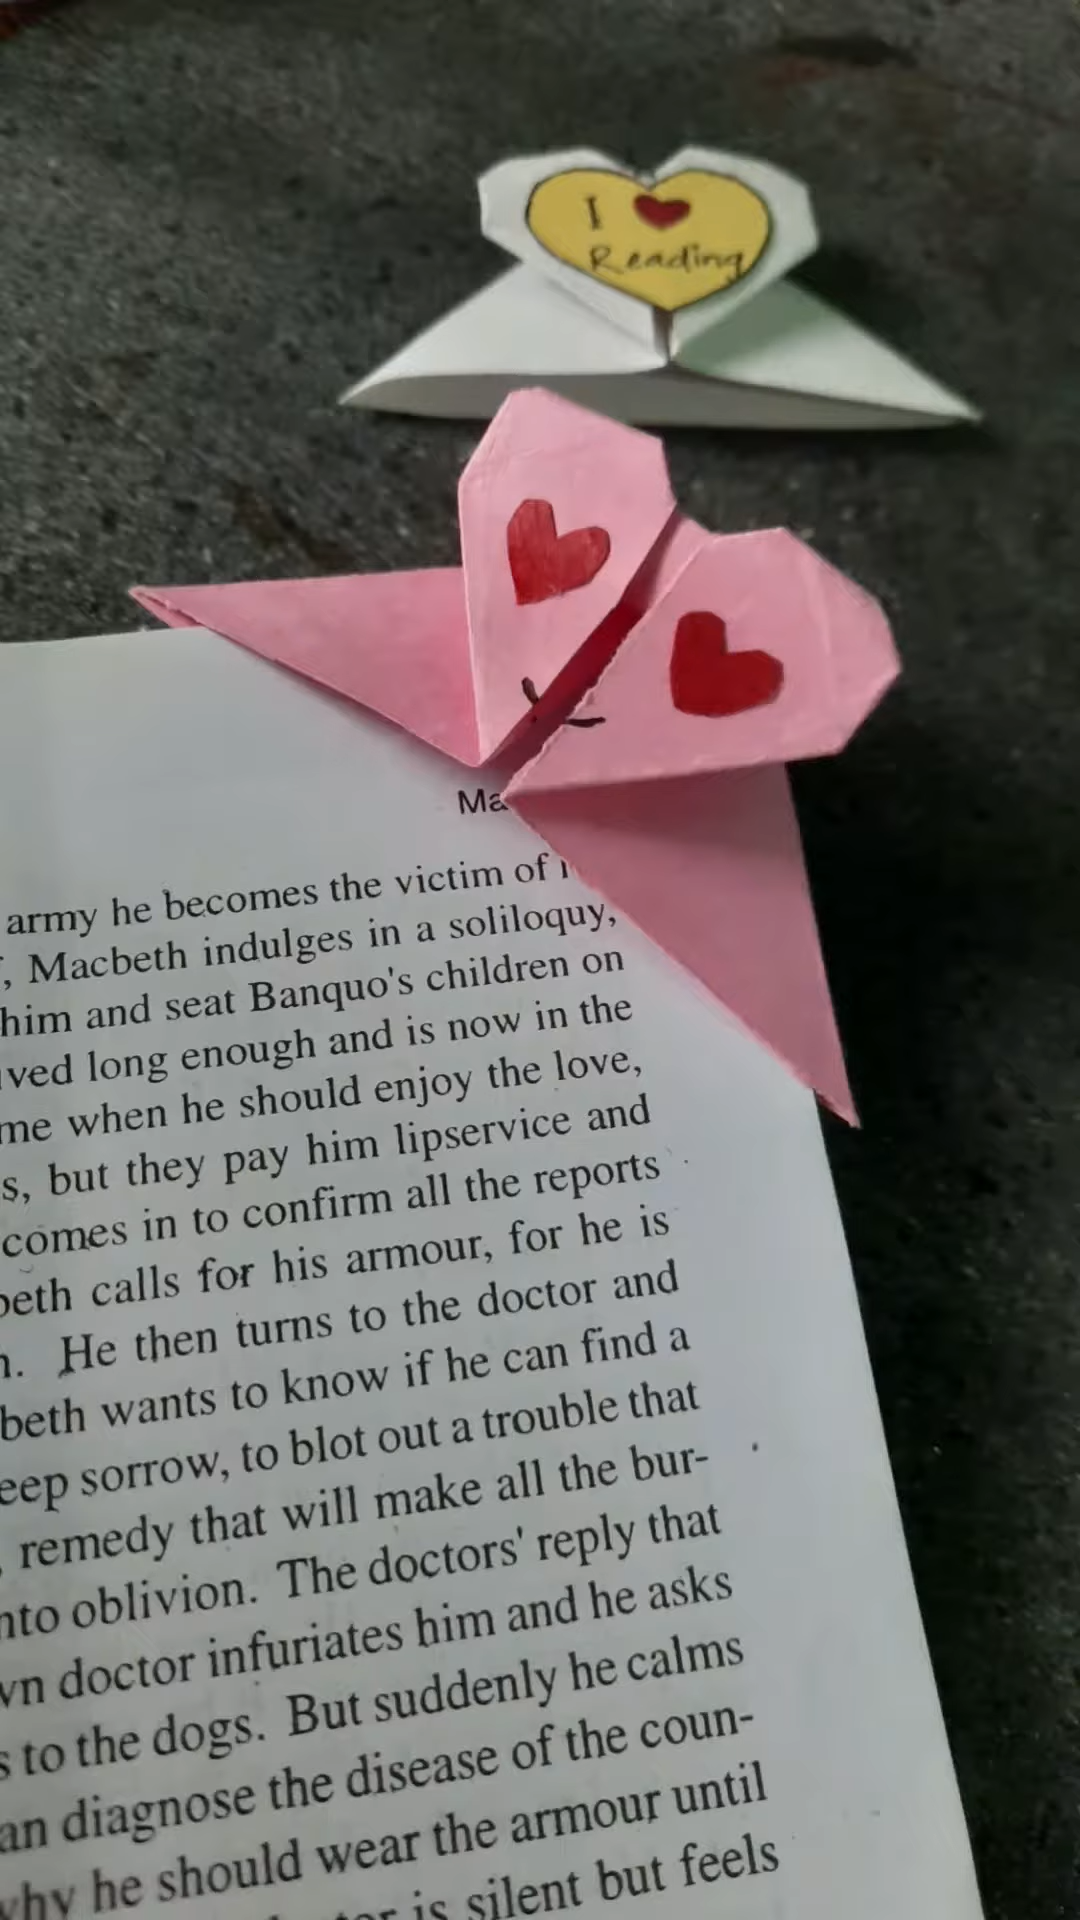 I
Reading
Ma
army he becomes the victim of
, Macbeth indulges in a soliloquy,
him and seat Banquo's children on
ved long enough and is now in the
me when he should enjoy the love,
s, but they pay him lipservice and
comes in to confirm all the reports
beth calls for his armour, for he is
. He then turns to the doctor and
beth wants to know if he can find a
eep sorrow, to blot out a trouble that
remedy that will make all the bur-
nto oblivion. The doctors' reply that
wn doctor infuriates him and he asks
s to the dogs. But suddenly he calms
an diagnose the disease of the coun-
why he should wear the armour until
is silent but feels